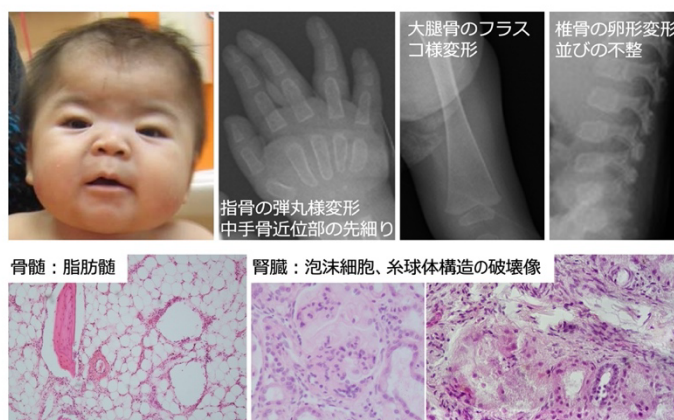 大腿骨のフラス
コ様変形
椎骨の卵形変形
並びの不整
指骨の弾丸様変形
中手骨近位部の先細り
骨髄：脂肪髄
腎臓：泡沫細胞、糸球体構造の破壊像